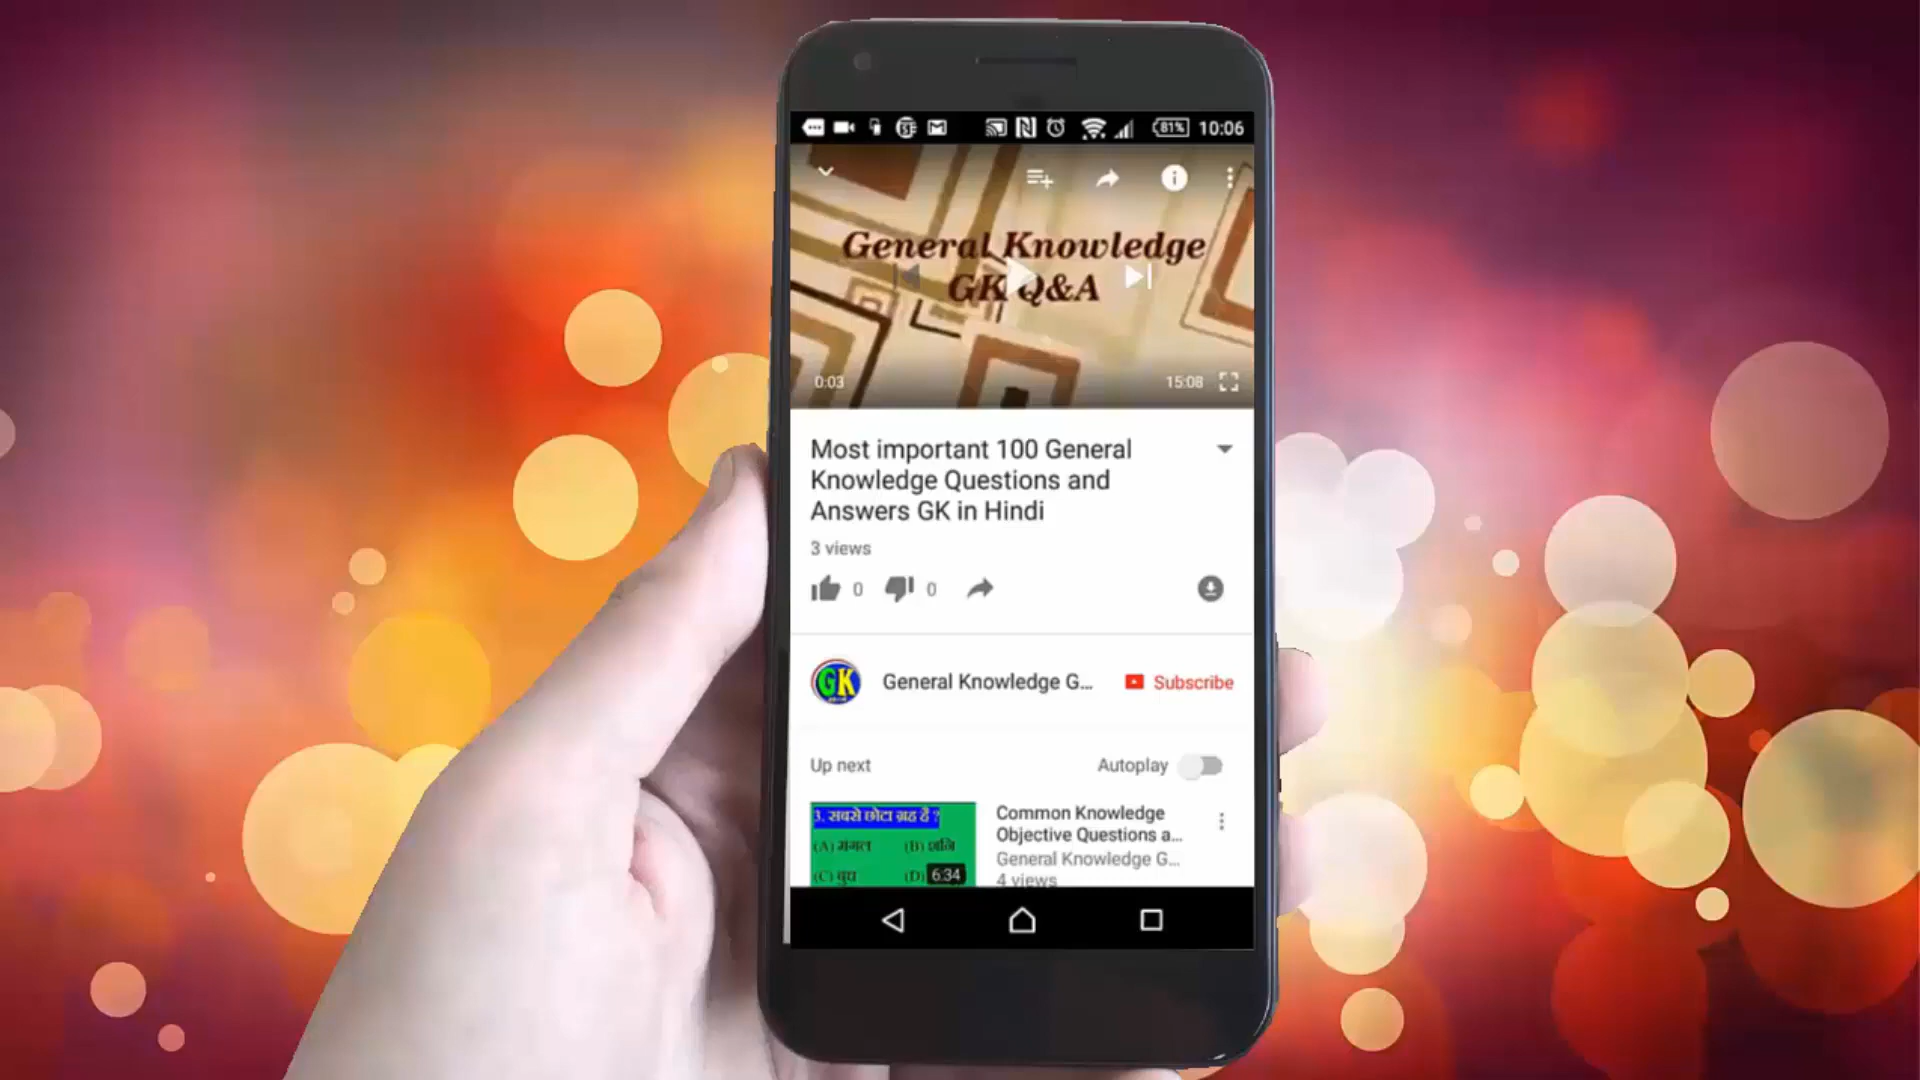 81% 10:06
General Knowledge
GK Q&A
0:03 15:08
Most important 100 General
Knowledge Questions and
Answers GK in Hindi
3 views
0 0
GK General Knowledge G... Subscribe
Up next Autoplay
3. सबसे छोटा ग्रह है ?
(A) मंगल (B) शनि
(C) बुध (D) 6:34
Common Knowledge
Objective Questions a...
General Knowledge G...
4 views